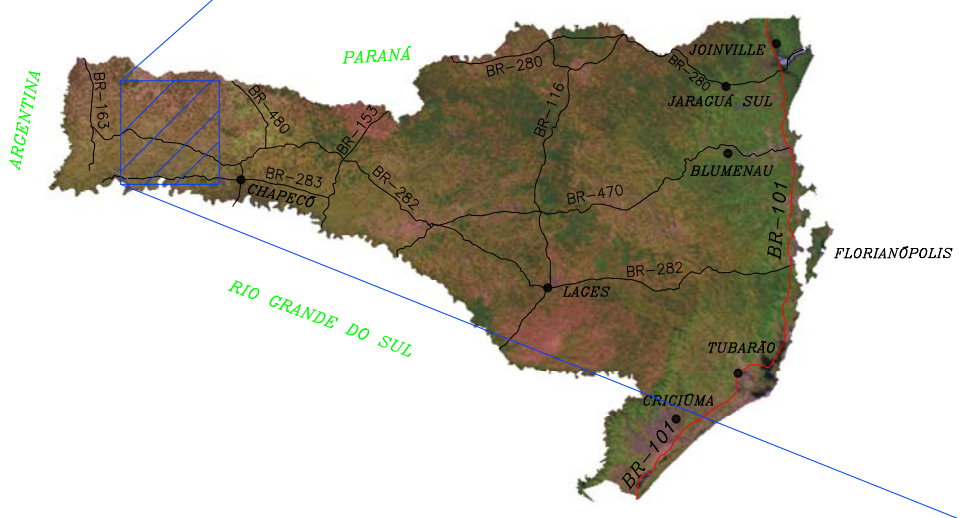 JOINVILLE
PARANÁ
BR-280
BR-280
ARGENTINA
BR-163
BR-480
BR-116
JARAGUÁ SUL
BR-153
BLUMENAU
BR-283
CHAPECÓ
BR-282
BR-470
BR-101
FLORIANÓPOLIS
BR-282
LAGES
RIO GRANDE DO SUL
TUBARÃO
CRICIÚMA
BR-101